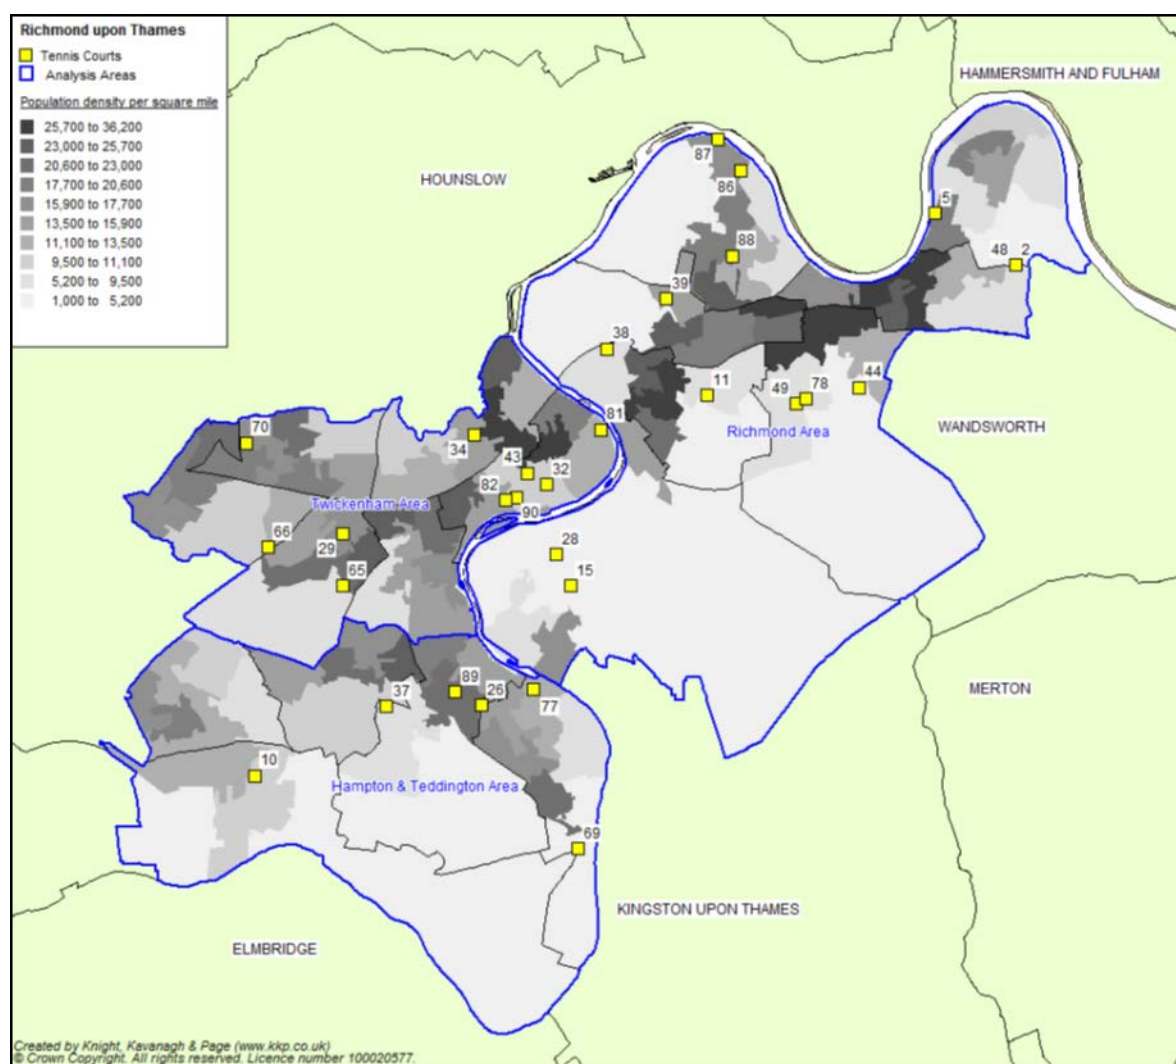 Richmond upon Thames
Tennis Courts
Analysis Areas
Population density per square mile
25,700 to 36,200
23,000 to 25,700
20,600 to 23,000
17,700 to 20,600
15,900 to 17,700
13,500 to 15,900
11,100 to 13,500
9,500 to 11,100
5,200 to 9,500
1,000 to 5,200
HAMMERSMITH AND FULHAM
HOUNSLOW
87
86
5
88
48 2
39
38
11
49 78 44
Richmond Area
WANDSWORTH
81
70
34
43
32
82
90
Twickenham Area
66
29
28
65
15
MERTON
89
37
26
77
10
Hampton & Teddington Area
69
KINGSTON UPON THAMES
ELMBRIDGE
Created by Knight, Kavanagh & Page (www.kkp.co.uk)
© Crown Copyright. All rights reserved. Licence number 100020577.